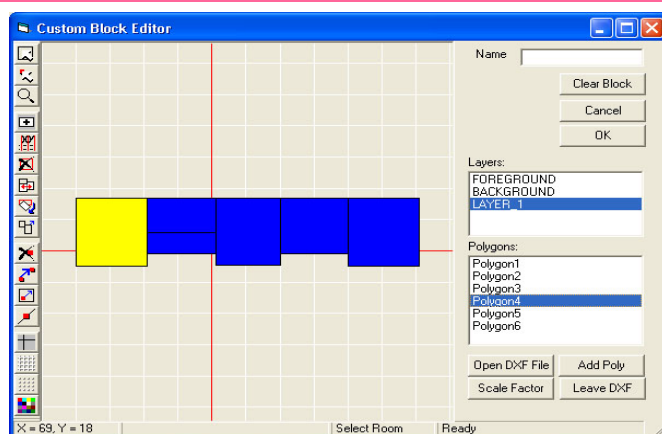 Custom Block Editor
Name
Clear Block
Cancel
OK
Layers:
FOREGROUND
BACKGROUND
LAYER_1
Polygons:
Polygon1
Polygon2
Polygon3
Polygon4
Polygon5
Polygon6
Open DXF File
Add Poly
Scale Factor
Leave DXF
X = 69, Y = 18
Select Room
Ready